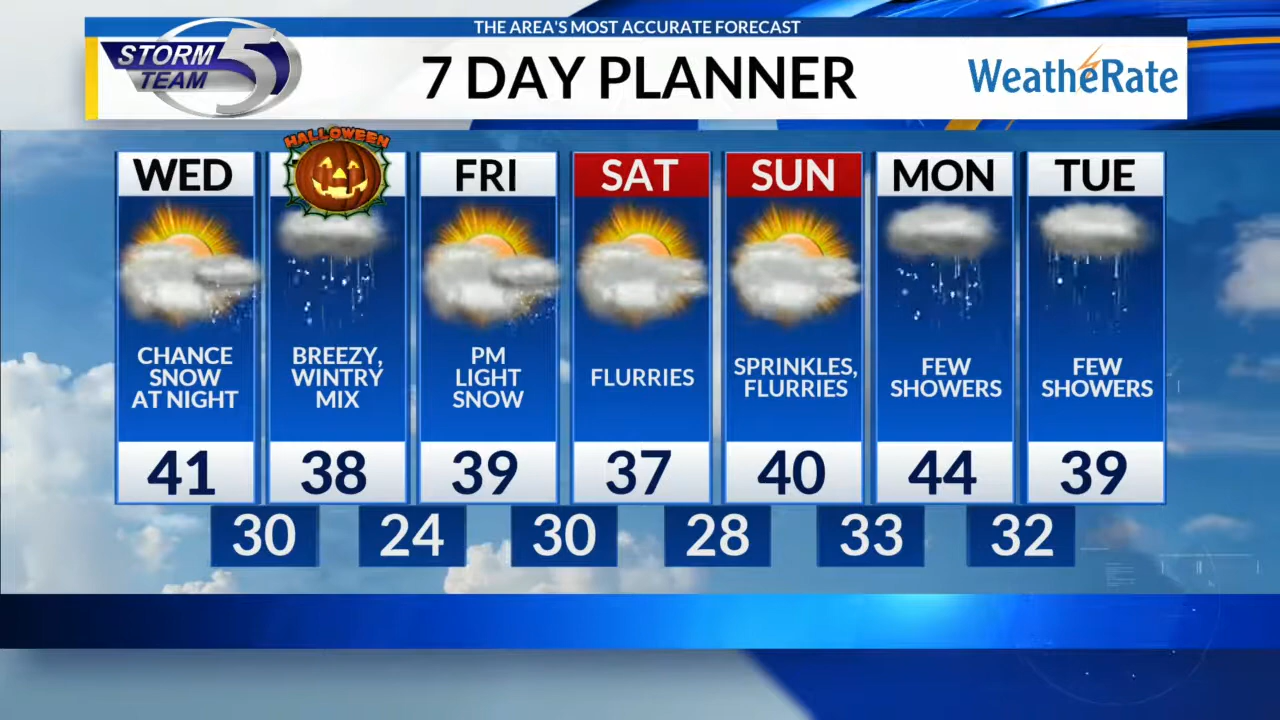 THE AREA'S MOST ACCURATE FORECAST
STORM TEAM 5
7 DAY PLANNER
WeatheRate
WED
HALLOWEEN
FRI
SAT
SUN
MON
TUE
CHANCE
SNOW
AT NIGHT
BREEZY,
WINTRY
MIX
PM
LIGHT
SNOW
FLURRIES
SPRINKLES,
FLURRIES
FEW
SHOWERS
FEW
SHOWERS
41 38 39 37 40 44 39
30 24 30 28 33 32